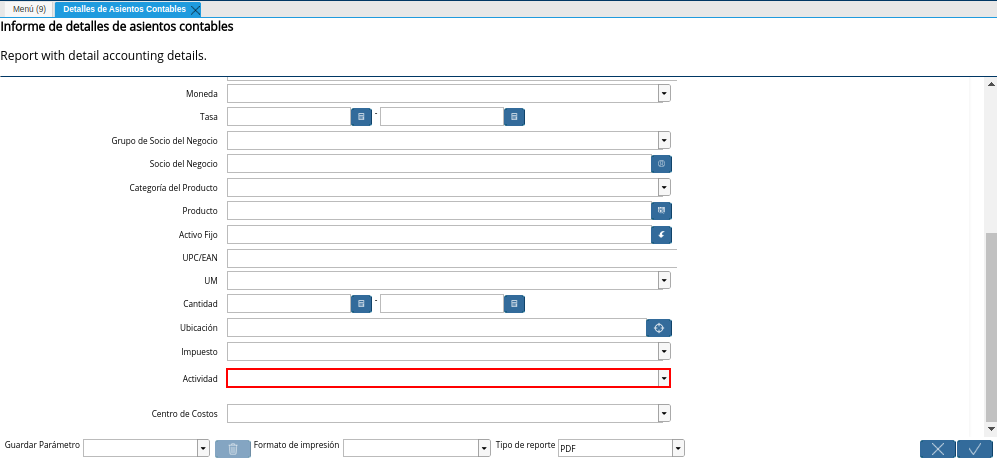 Menú (9) Detalles de Asientos Contables
Informe de detalles de asientos contables
Report with detail accounting details.
Moneda
Tasa -
Grupo de Socio del Negocio
Socio del Negocio
Categoría del Producto
Producto
Activo Fijo
UPC/EAN
UM
Cantidad -
Ubicación
Impuesto
Actividad
Centro de Costos
Guardar Parámetro Formato de impresión Tipo de reporte PDF